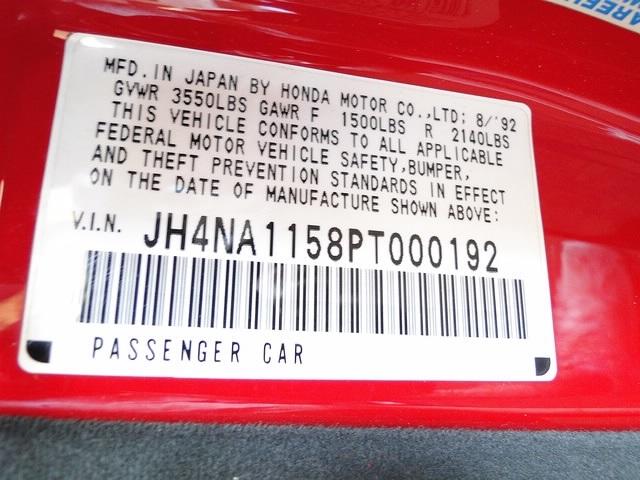 MFD.IN JAPAN BY HONDA MOTOR CO.,LTD; 8/'92
GVWR 3550LBS GAWR F 1500LBS R 2140LBS
THIS VEHICLE CONFORMS TO ALL APPLICABLE
FEDERAL MOTOR VEHICLE SAFETY,BUMPER,
AND THEFT PREVENTION STANDARDS IN EFFECT
ON THE DATE OF MANUFACTURE SHOWN ABOVE:
V.I.N. JH4NA1158PT000192
PASSENGER CAR